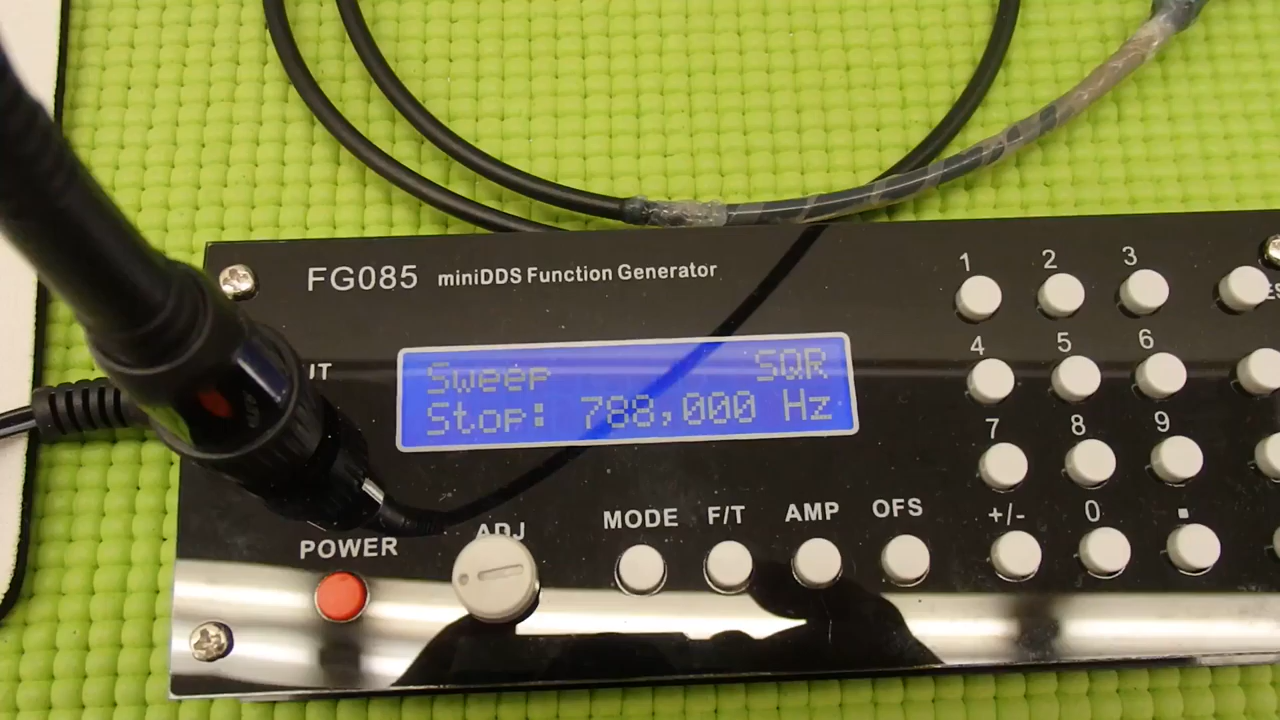 FG085 miniDDS Function Generator
Sweep SQR
Stop: 788,000 Hz
POWER
ADJ
MODE F/T AMP OFS
1 2 3
4 5 6
7 8 9
+/- 0 .